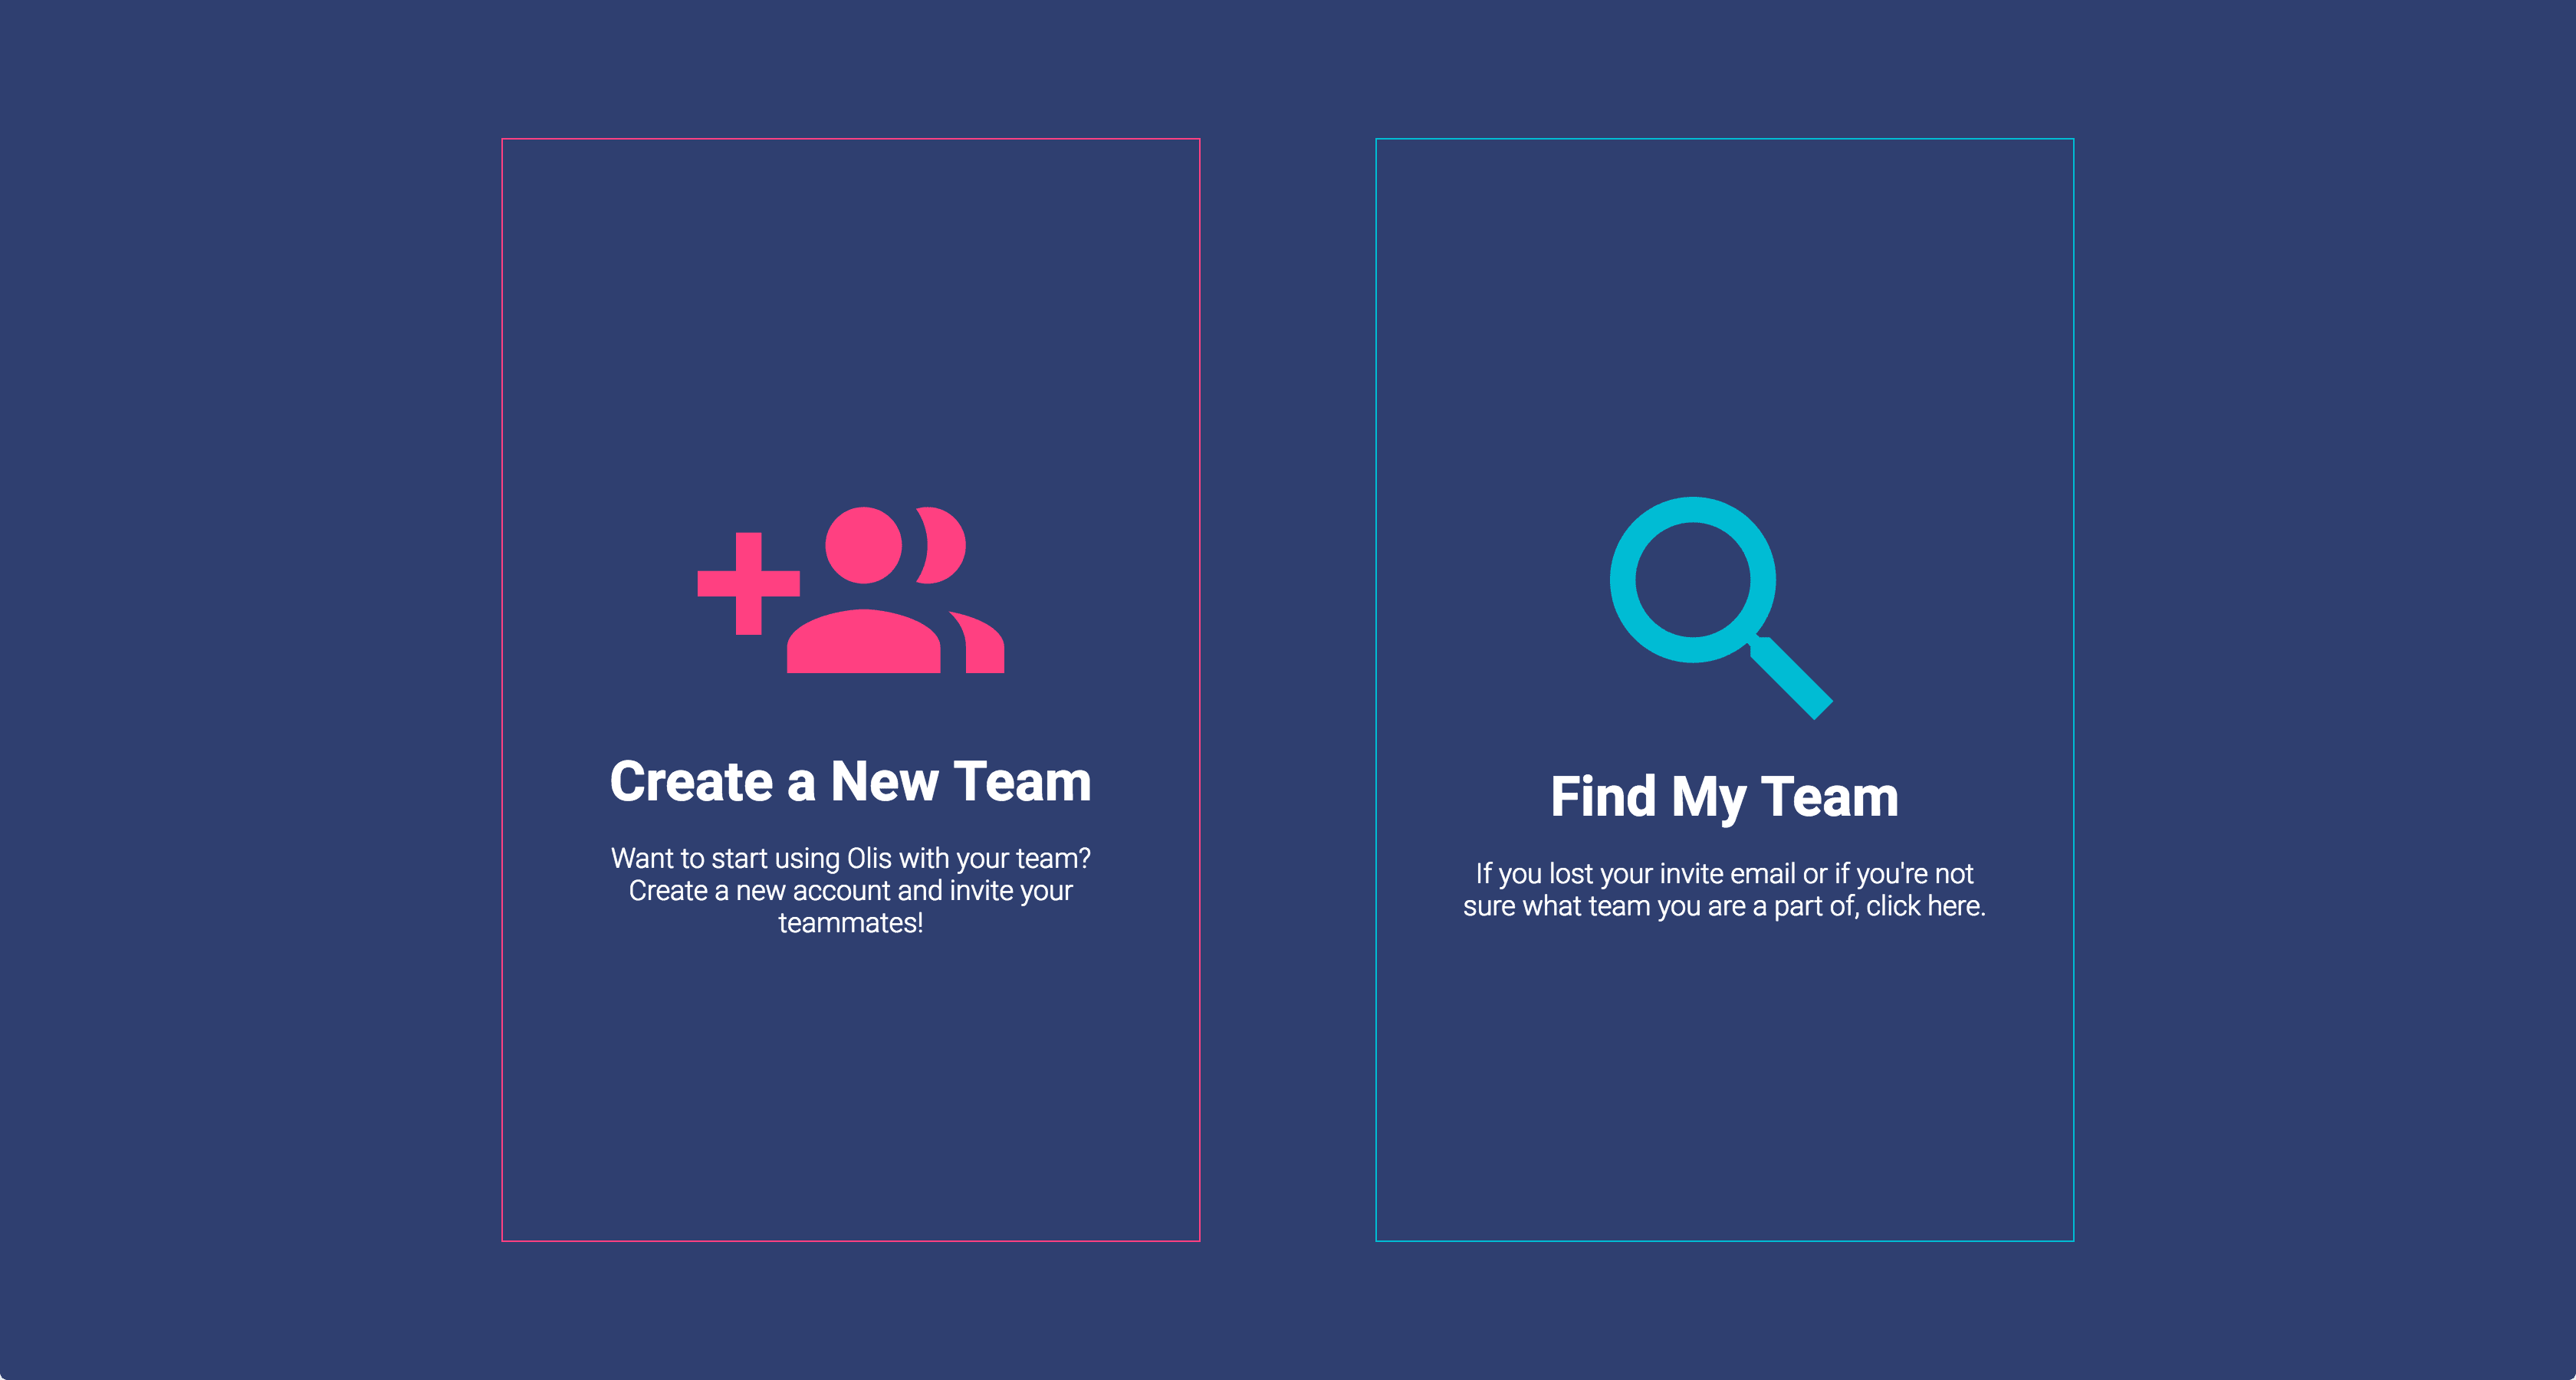 Create a New Team
Want to start using Olis with your team?
Create a new account and invite your
teammates!
Find My Team
If you lost your invite email or if you're not
sure what team you are a part of, click here.